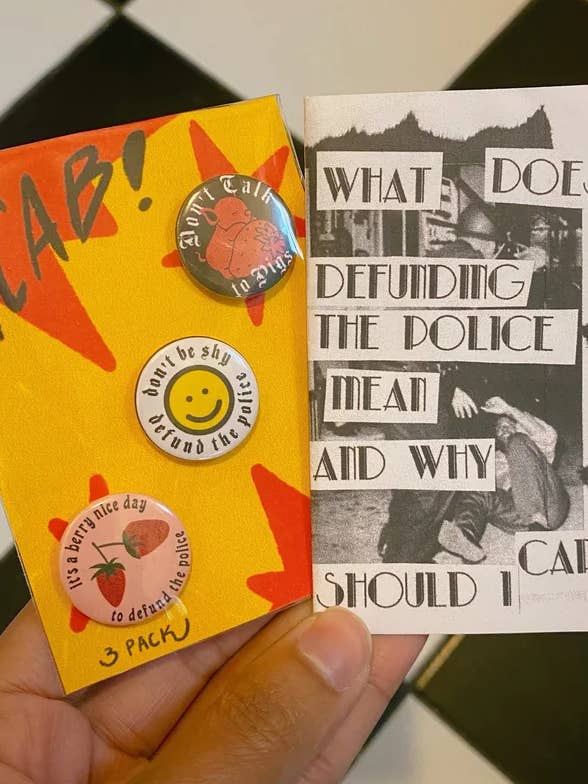 CAB!
Don't Talk
to Pigs
don't be shy
defund the police
it's a berry nice day
to defund the police
3 PACK
WHAT DOE
DEFUNDING
THE POLICE
MEAN
AND WHY
SHOULD I CAR